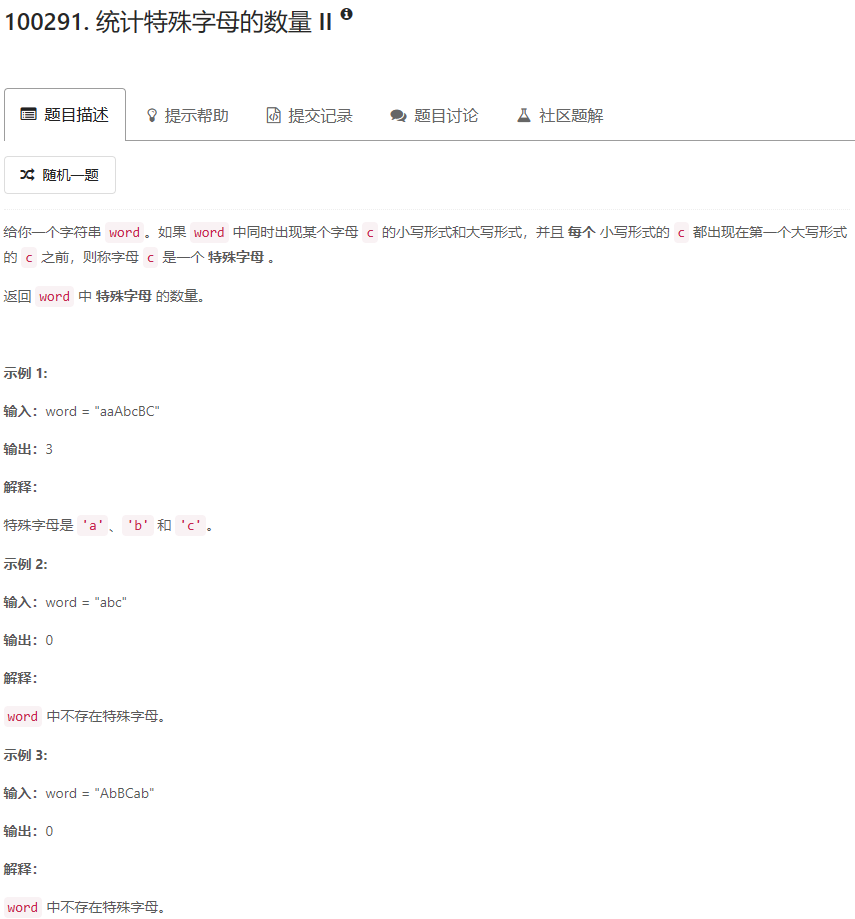 100291. 统计特殊字母的数量 II
题目描述
提示帮助
提交记录
题目讨论
社区题解
随机一题
给你一个字符串 word。如果 word 中同时出现某个字母 c 的小写形式和大写形式，并且 每个 小写形式的 c 都出现在第一个大写形式
的 c 之前，则称字母 c 是一个 特殊字母 。
返回 word 中 特殊字母 的数量。
示例 1:
输入：word = "aaAbcBC"
输出：3
解释：
特殊字母是 'a'、'b' 和 'c'。
示例 2:
输入：word = "abc"
输出：0
解释：
word 中不存在特殊字母。
示例 3:
输入：word = "AbBCab"
输出：0
解释：
word 中不存在特殊字母。